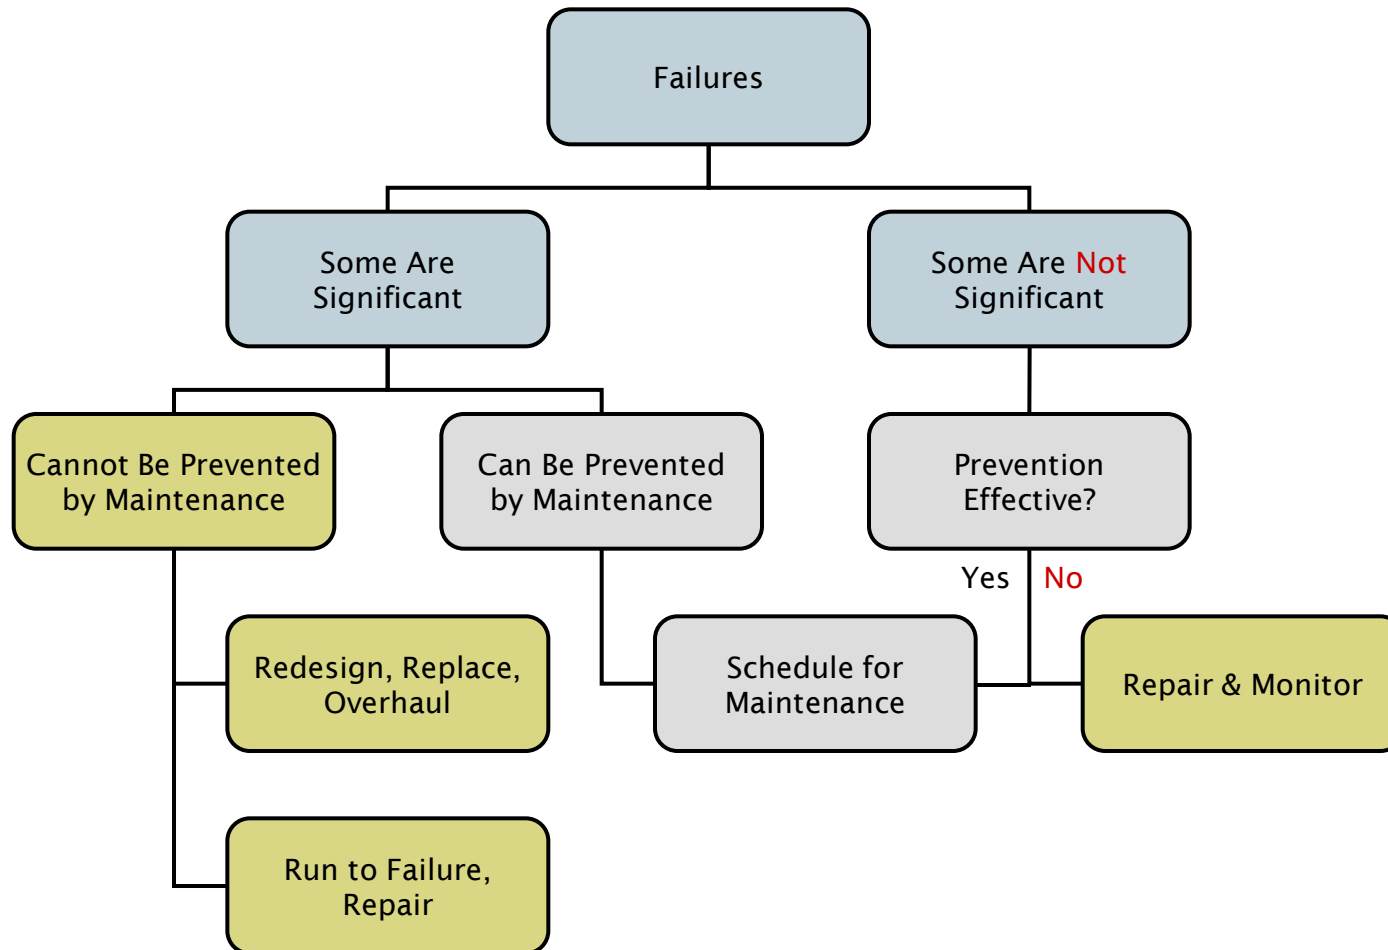 Failures
Some Are
Significant
Some Are Not
Significant
Cannot Be Prevented
by Maintenance
Can Be Prevented
by Maintenance
Prevention
Effective?
Yes
No
Redesign, Replace,
Overhaul
Schedule for
Maintenance
Repair & Monitor
Run to Failure,
Repair